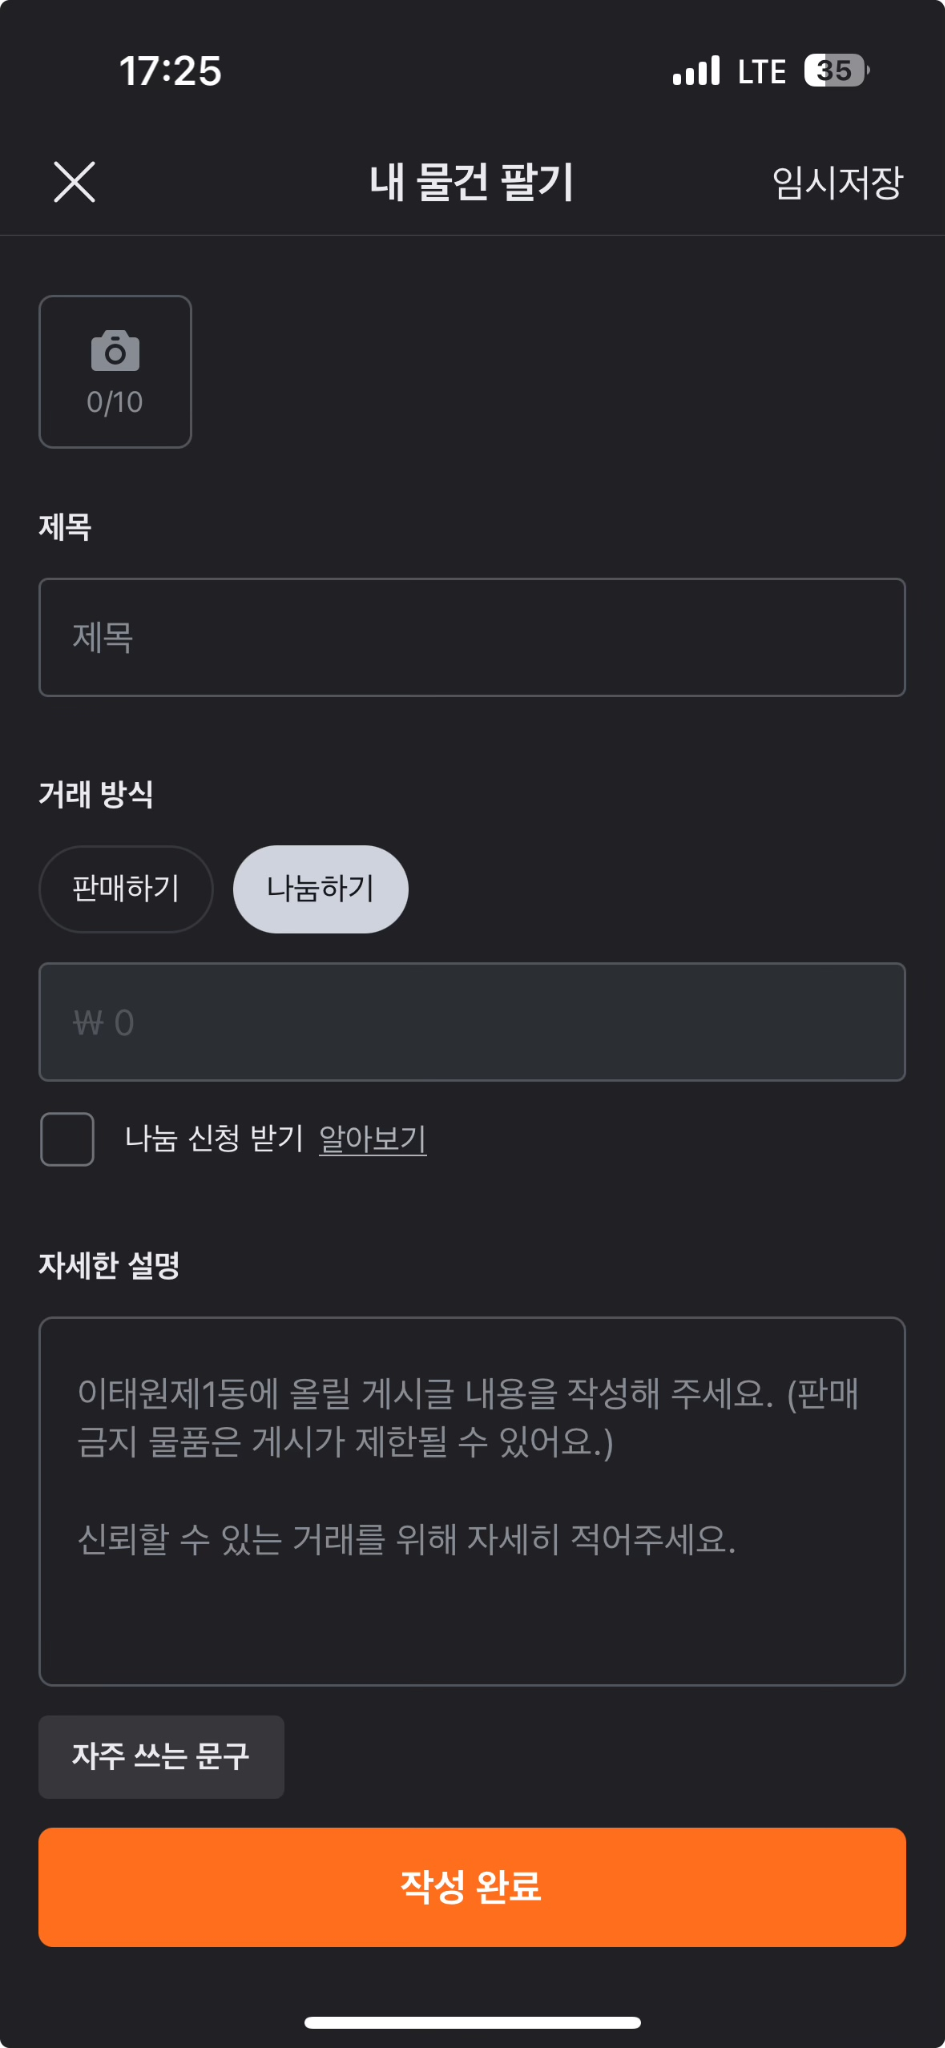 17:25
LTE 35
내 물건 팔기
임시저장
0/10
제목
제목
거래 방식
판매하기 나눔하기
₩ 0
나눔 신청 받기 알아보기
자세한 설명
이태원제1동에 올릴 게시글 내용을 작성해 주세요. (판매
금지 물품은 게시가 제한될 수 있어요.)
신뢰할 수 있는 거래를 위해 자세히 적어주세요.
자주 쓰는 문구
작성 완료